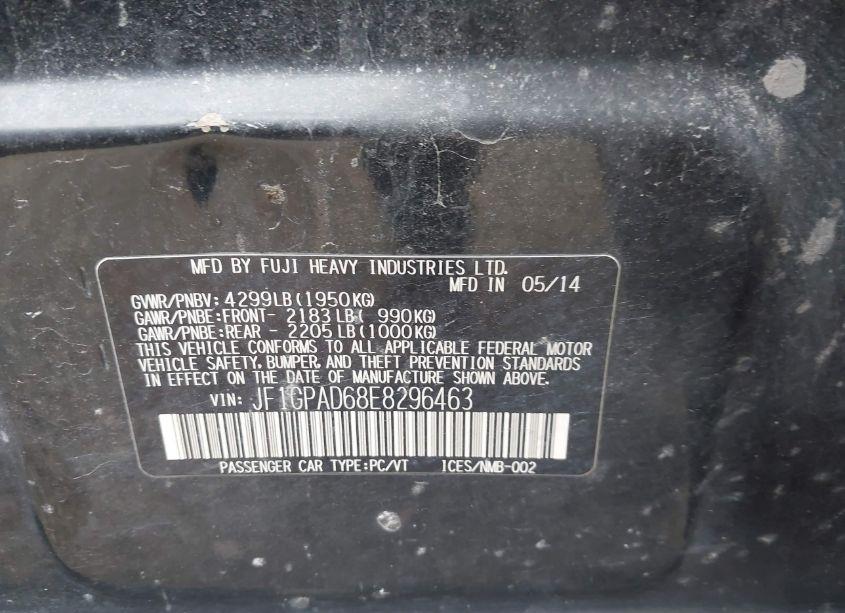 MFD BY FUJI HEAVY INDUSTRIES LTD.
MFD IN 05/14
GVWR/PNBV: 4299LB(1950KG)
GAWR/PNBE:FRONT- 2183LB( 990KG)
GAWR/PNBE:REAR - 2205LB(1000KG)
THIS VEHICLE CONFORMS TO ALL APPLICABLE FEDERAL MOTOR
VEHICLE SAFETY, BUMPER, AND THEFT PREVENTION STANDARDS
IN EFFECT ON THE DATE OF MANUFACTURE SHOWN ABOVE.
VIN: JF1GPAD68E8296463
PASSENGER CAR TYPE:PC/VT ICES/NMB-002